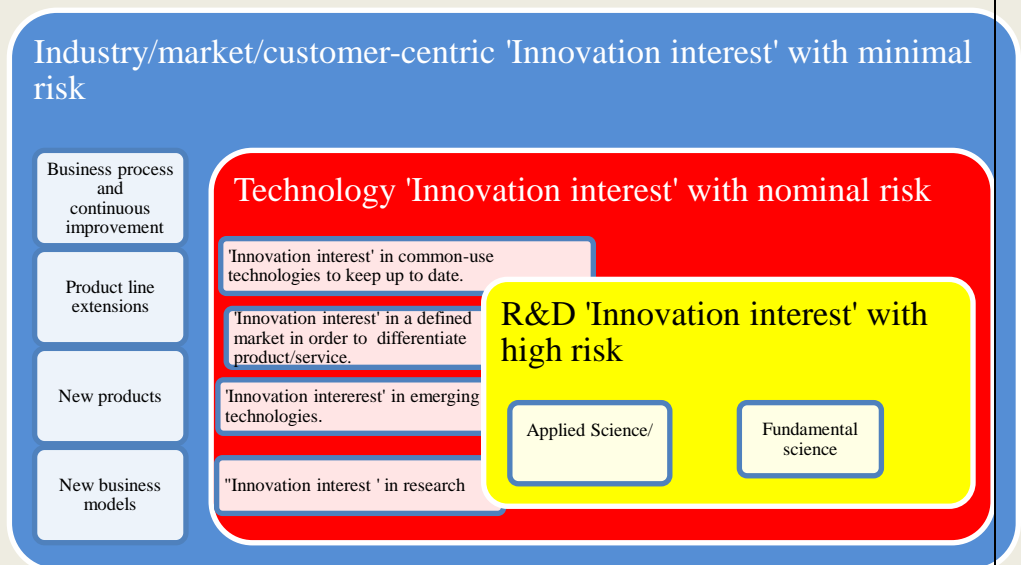 Industry/market/customer-centric 'Innovation interest' with minimal
risk
Business process
and
continuous
improvement
Product line
extensions
New products
New business
models
Technology 'Innovation interest' with nominal risk
'Innovation interest' in common-use
technologies to keep up to date.
'Innovation interest' in a defined
market in order to differentiate
product/service.
'Innovation intererest' in emerging
technologies.
"Innovation interest ' in research
R&D 'Innovation interest' with
high risk
Applied Science/
Fundamental
science